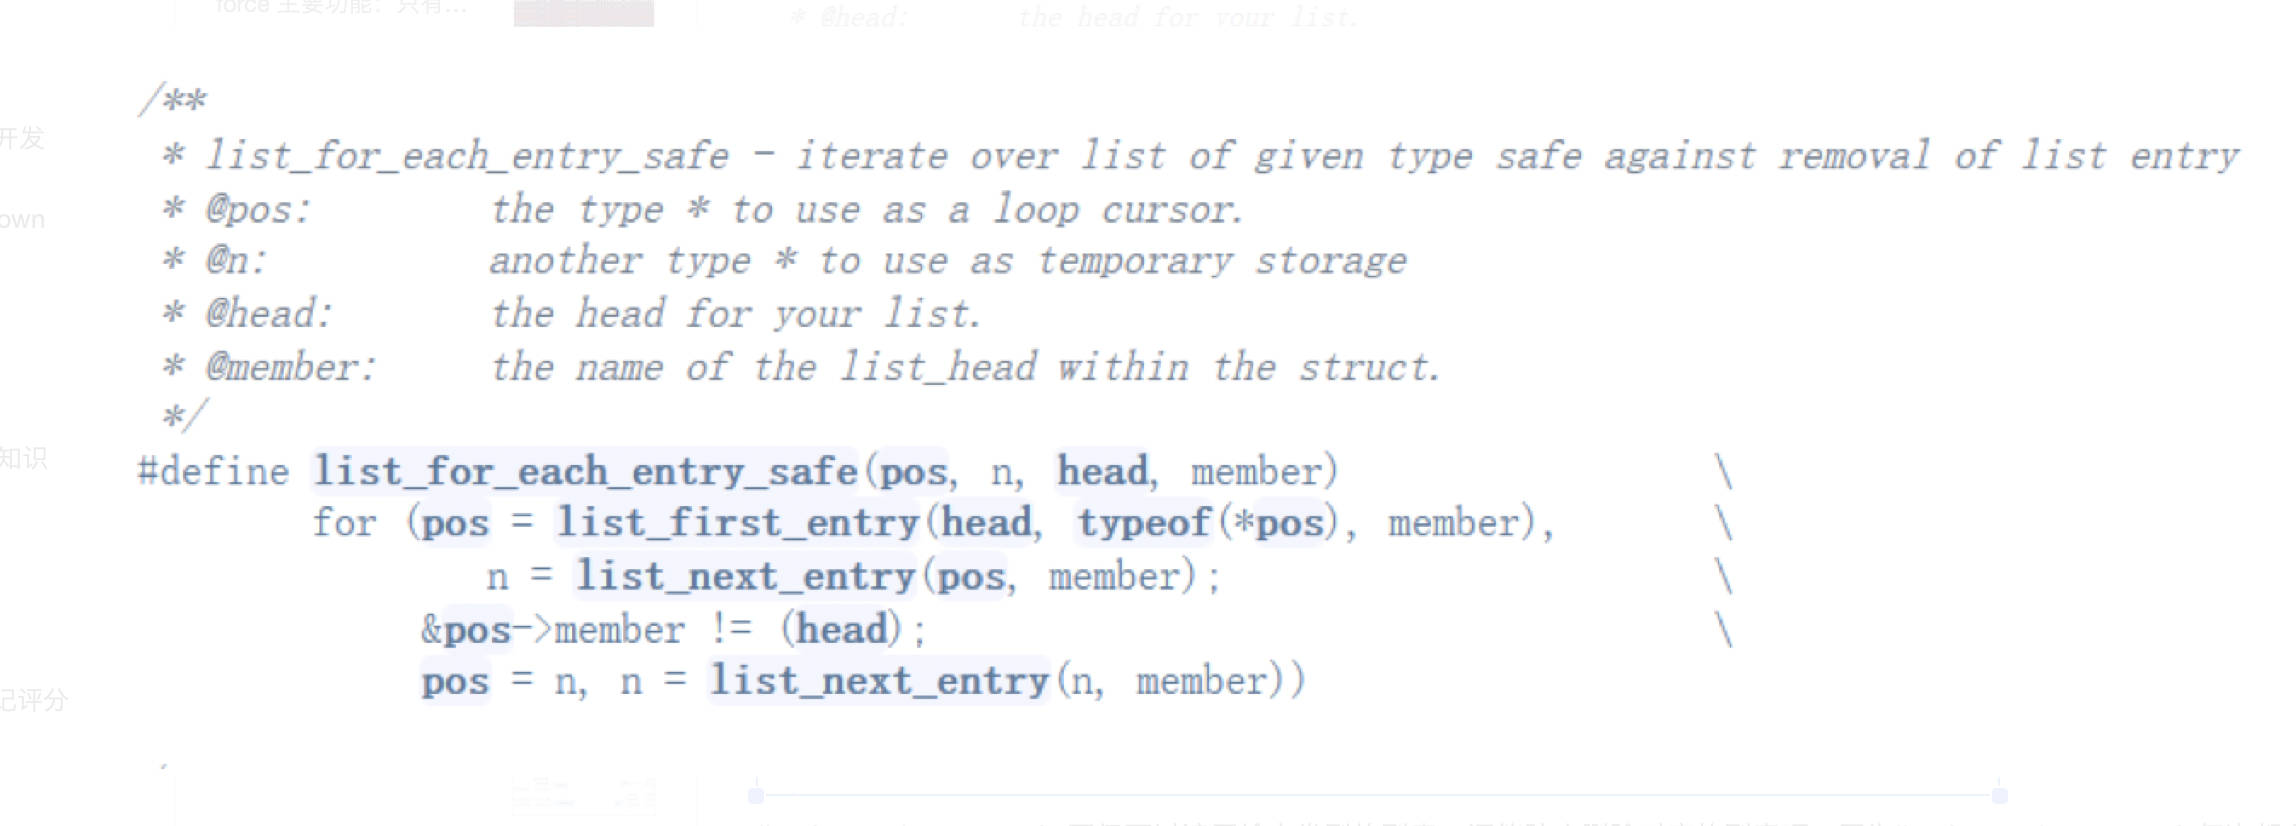 force 主要功能：只有...
* @head: the head for your list.
/**
* list_for_each_entry_safe - iterate over list of given type safe against removal of list entry
开发
* @pos: the type * to use as a loop cursor.
own
* @n: another type * to use as temporary storage
* @head: the head for your list.
* @member: the name of the list_head within the struct.
*/
知识
#define list_for_each_entry_safe(pos, n, head, member) \
for (pos = list_first_entry(head, typeof(*pos), member), \
n = list_next_entry(pos, member); \
&pos->member != (head); \
pos = n, n = list_next_entry(n, member))
记评分